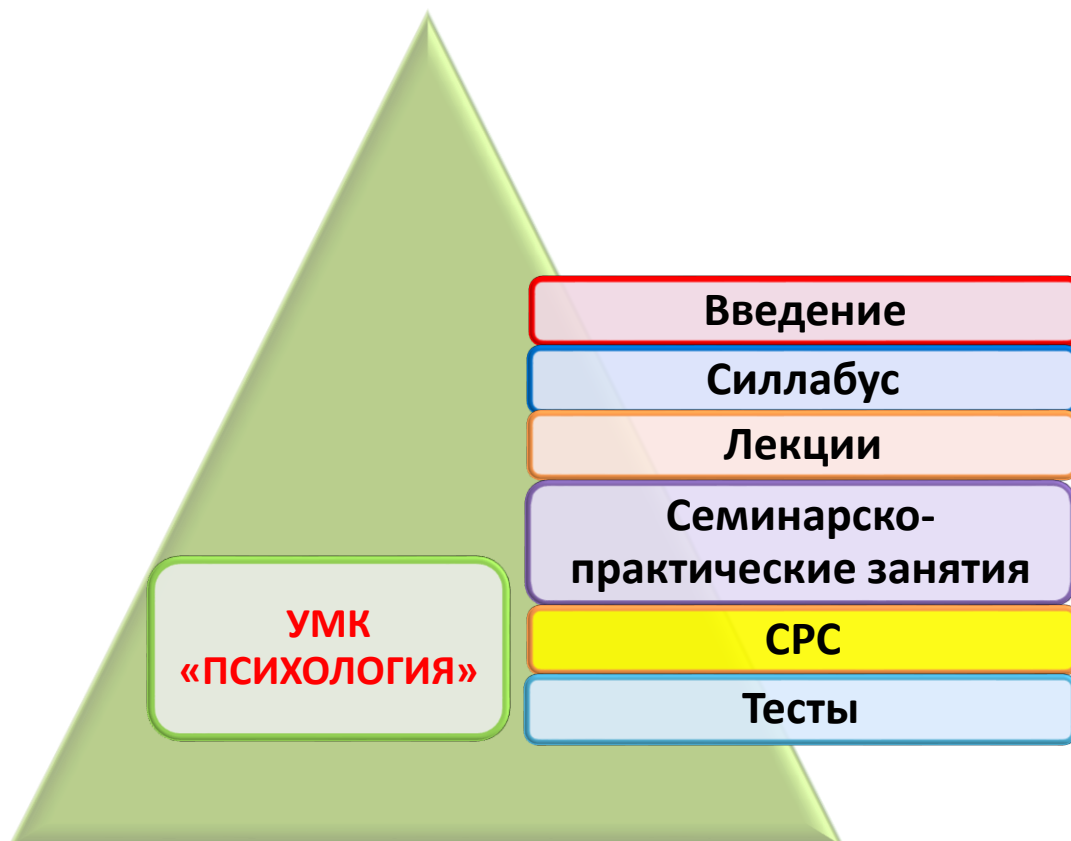 Введение
Силлабус
Лекции
Семинарско-
практические занятия
УМК
«ПСИХОЛОГИЯ»
СРС
Тесты